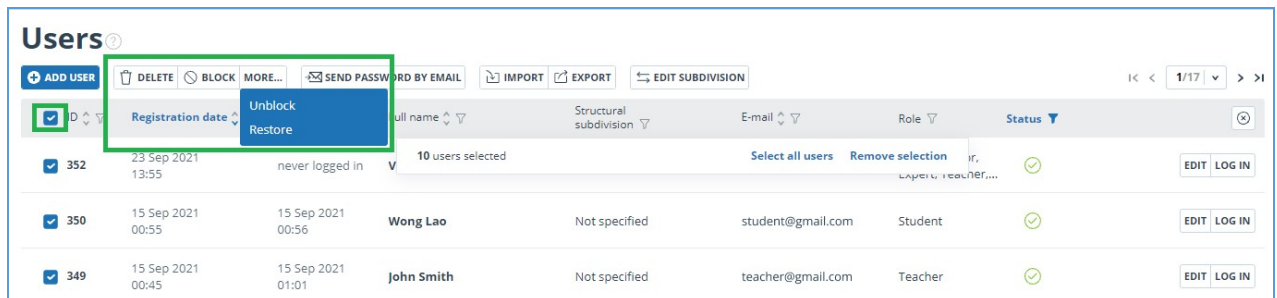 Users
ADD USER DELETE BLOCK MORE... SEND PASSWORD BY EMAIL IMPORT EXPORT EDIT SUBDIVISION 1/17
Unblock
Restore
ID Registration date Full name Structural subdivision E-mail Role Status
10 users selected Select all users Remove selection
352 23 Sep 2021 13:55 never logged in Expert, Teacher,... EDIT LOG IN
350 15 Sep 2021 00:55 15 Sep 2021 00:56 Wong Lao Not specified student@gmail.com Student EDIT LOG IN
349 15 Sep 2021 00:45 15 Sep 2021 01:01 John Smith Not specified teacher@gmail.com Teacher EDIT LOG IN